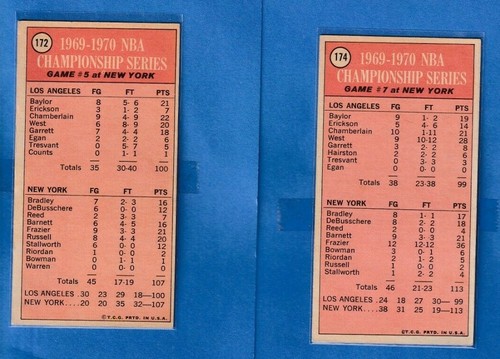 172
1969-1970 NBA
CHAMPIONSHIP SERIES
GAME #5 at NEW YORK
LOS ANGELES FG FT PTS
Baylor 8 5- 6 21
Erickson 3 1- 2 7
Chamberlain 9 4- 9 22
West 6 8- 9 20
Garrett 7 4- 4 18
Egan 2 2- 2 6
Tresvant 0 5- 7 5
Counts 0 1- 1 1
Totals 35 30-40 100
NEW YORK FG FT PTS
Bradley 7 2- 3 16
DeBusschere 6 0- 0 12
Reed 2 3- 3 7
Barnett 6 4- 5 16
Frazier 9 3- 3 21
Russell 8 4- 4 20
Stallworth 6 0- 0 12
Riordan 1 0- 0 2
Bowman 0 1- 1 1
Warren 0 0- 0 0
Totals 45 17-19 107
LOS ANGELES 30 23 29 18—100
NEW YORK.... 20 20 35 32—107
© T.C.G. PRTD. IN U.S.A.
174
1969-1970 NBA
CHAMPIONSHIP SERIES
GAME #7 at NEW YORK
LOS ANGELES FG FT PTS
Baylor 9 1- 2 19
Erickson 5 4- 6 14
Chamberlain 10 1-11 21
West 9 10-12 28
Garrett 3 2- 2 8
Hairston 2 2- 2 6
Tresvant 0 3- 3 3
Egan 0 0- 0 0
Totals 38 23-38 99
NEW YORK FG FT PTS
Bradley 8 1- 1 17
DeBusschere 8 2- 2 18
Reed 2 0- 0 4
Barnett 9 3- 3 21
Frazier 12 12-12 36
Riordan 2 1- 2 5
Russell 1 0- 0 2
Bowman 3 0- 1 6
Stallworth 1 2- 2 4
Totals 46 21-23 113
LOS ANGELES 24 18 27 30— 99
NEW YORK.... 38 31 25 19—113
© T.C.G. PRTD. IN U.S.A.